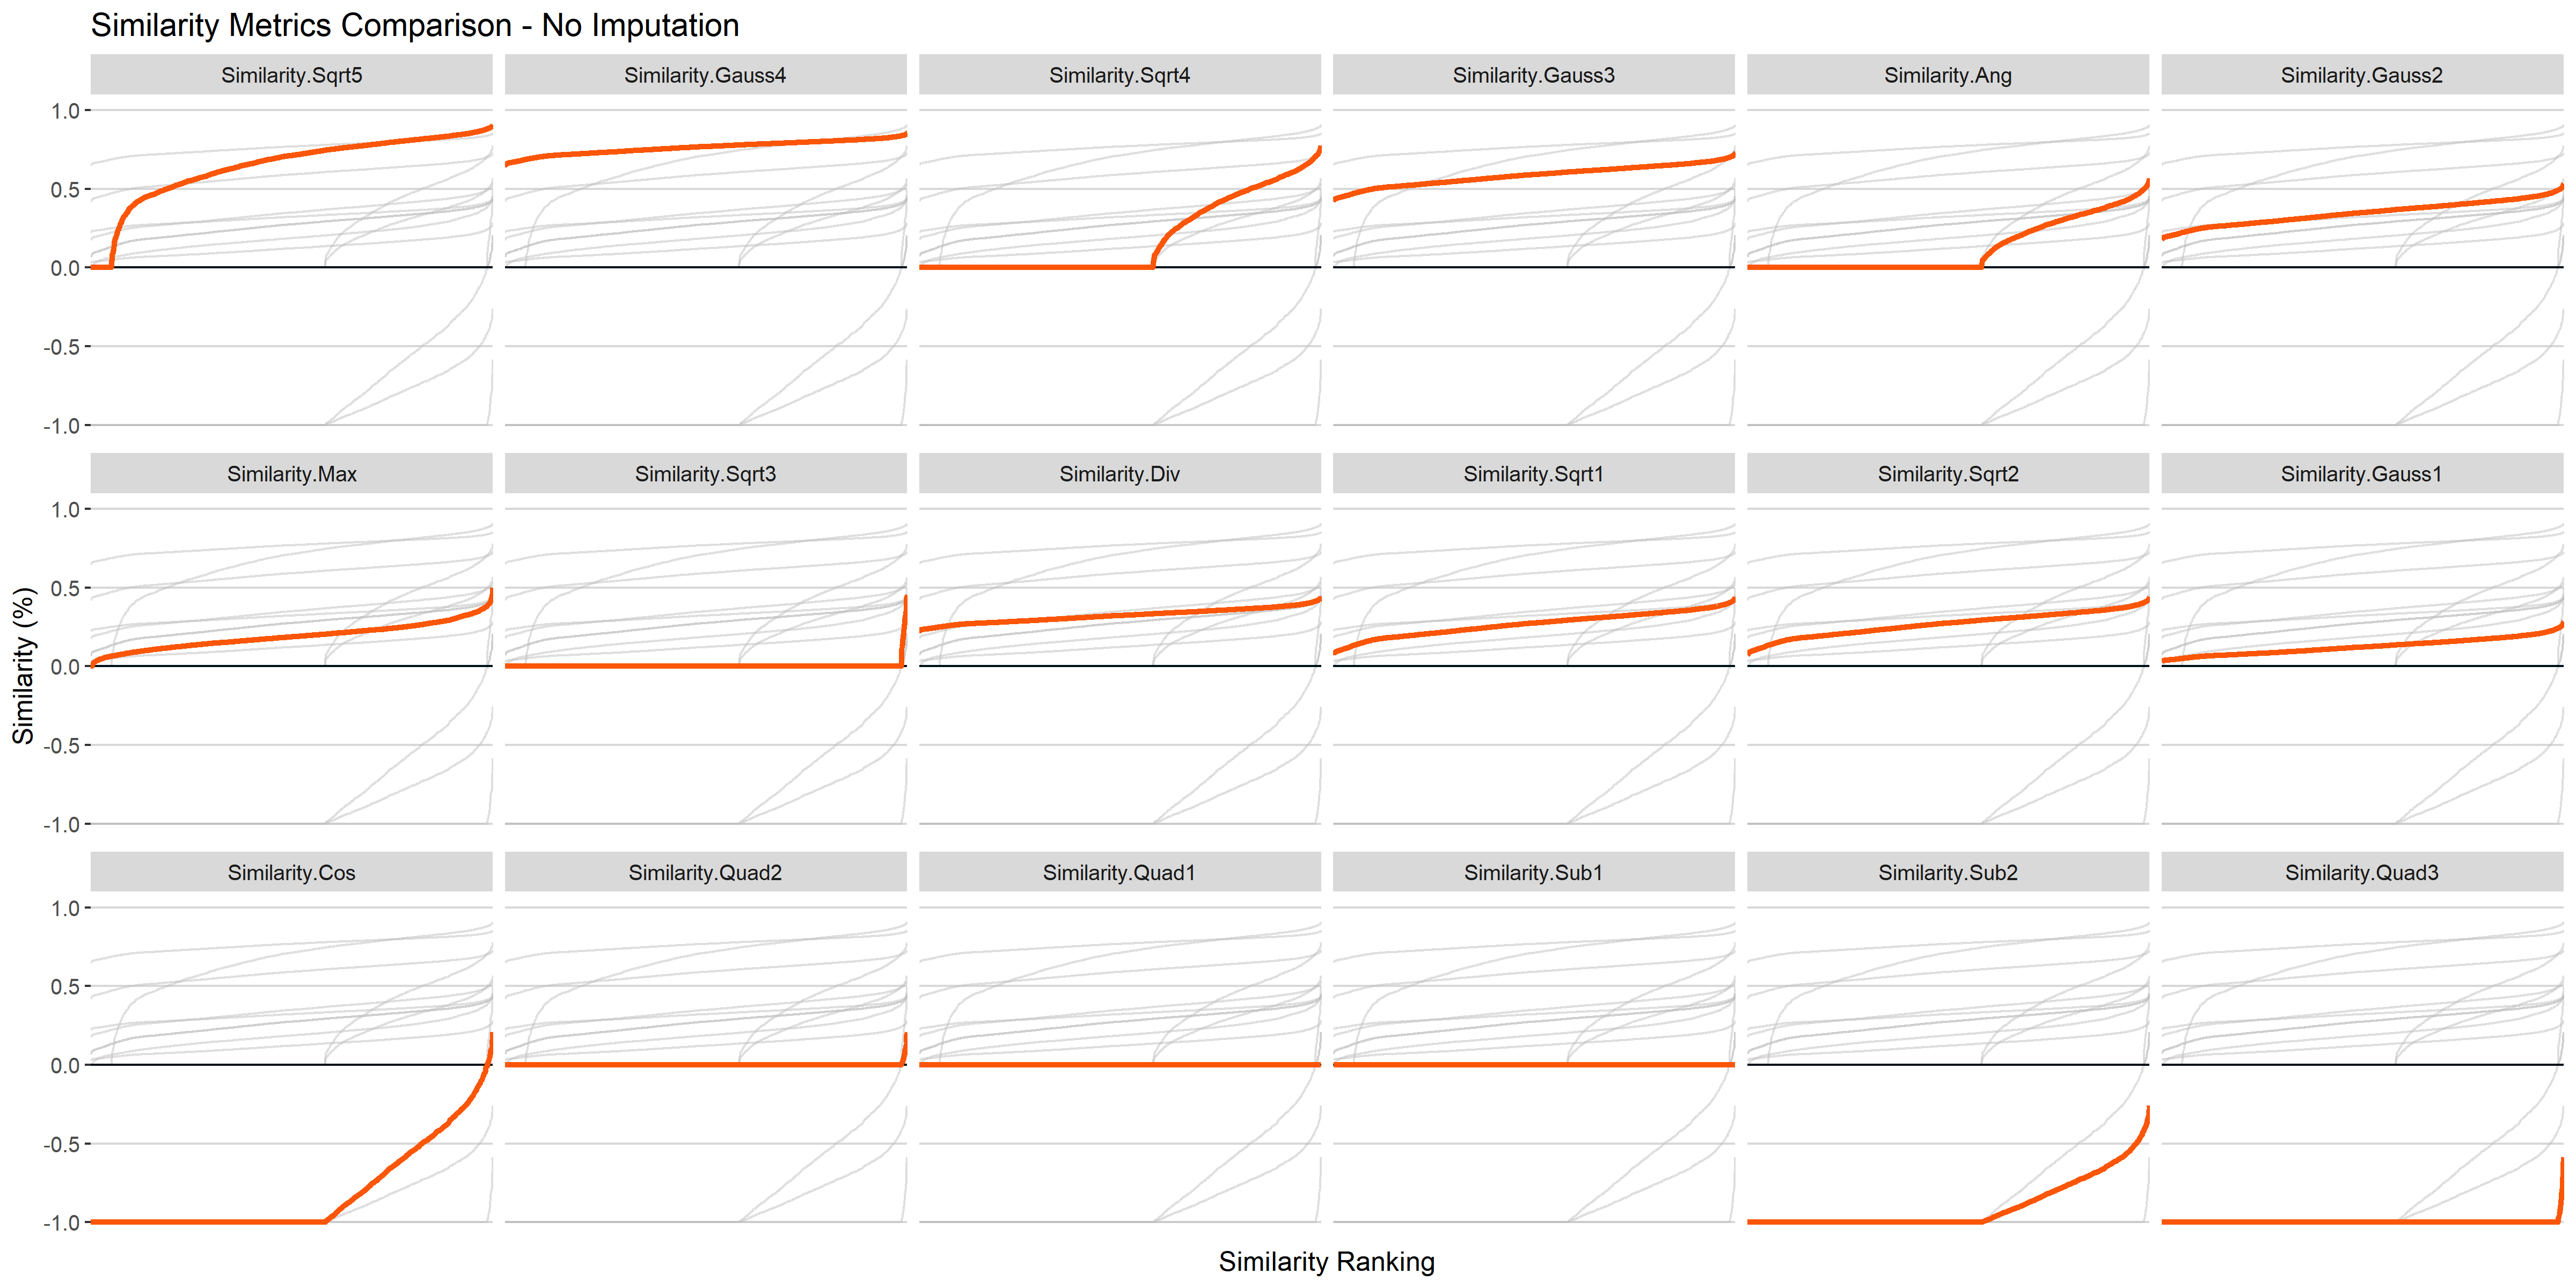 Similarity Metrics Comparison - No Imputation
Similarity.Sqrt5 Similarity.Gauss4 Similarity.Sqrt4 Similarity.Gauss3 Similarity.Ang Similarity.Gauss2
1.0
0.5
0.0
-0.5
-1.0
Similarity.Max Similarity.Sqrt3 Similarity.Div Similarity.Sqrt1 Similarity.Sqrt2 Similarity.Gauss1
1.0
0.5
0.0
-0.5
-1.0
Similarity (%)
Similarity.Cos Similarity.Quad2 Similarity.Quad1 Similarity.Sub1 Similarity.Sub2 Similarity.Quad3
1.0
0.5
0.0
-0.5
-1.0
Similarity Ranking